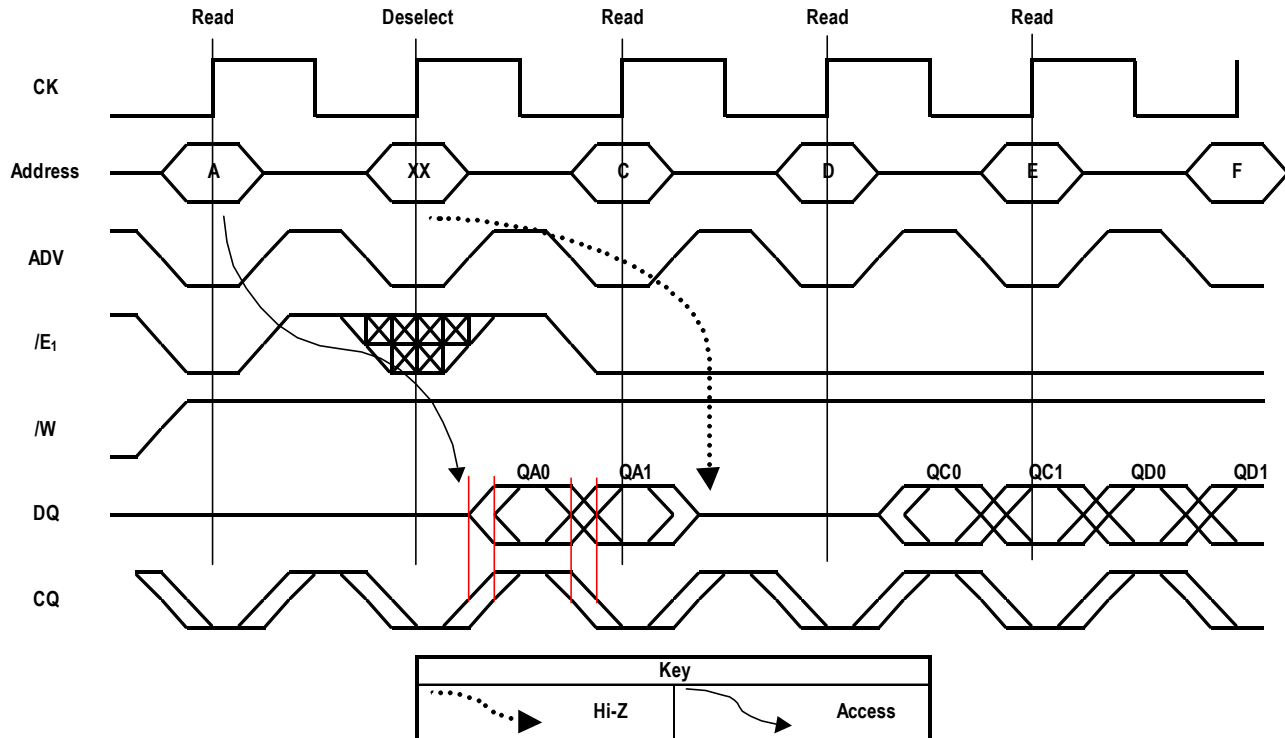 Read Deselect Read Read Read
CK
Address A XX C D E F
ADV
/E₁
/W
QA0 QA1 QC0 QC1 QD0 QD1
DQ
CQ
Key
Hi-Z Access